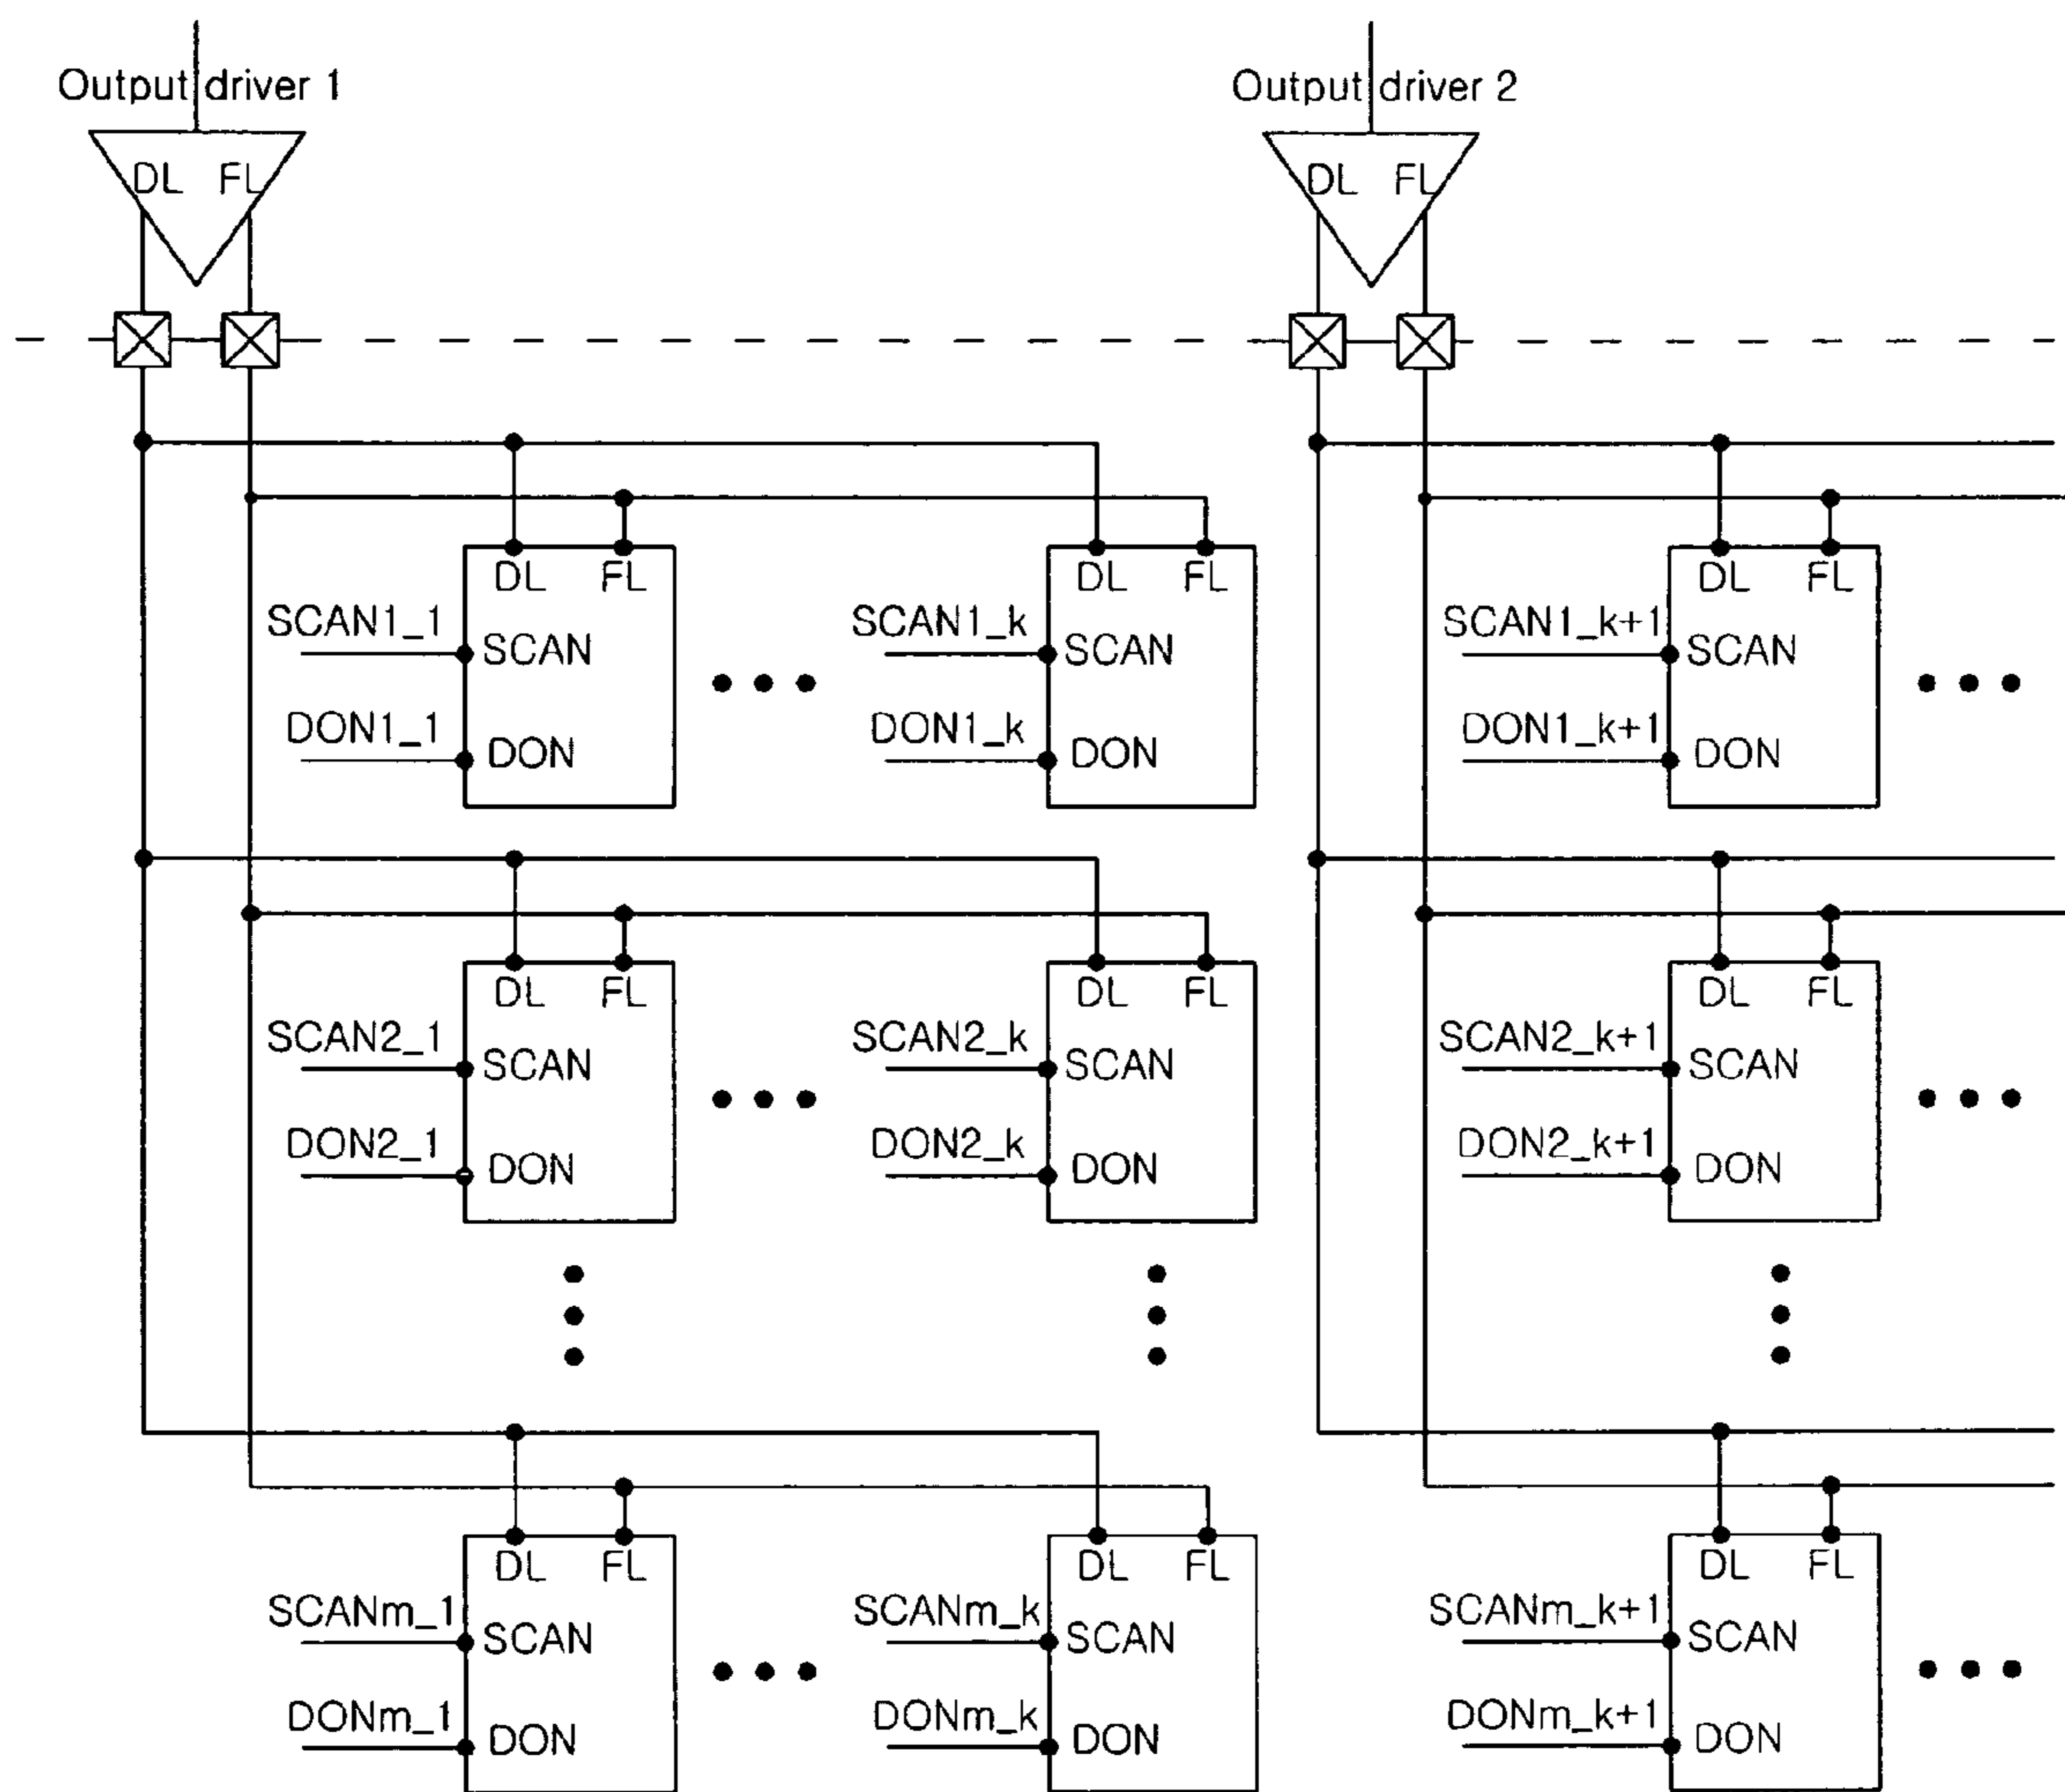 Output driver 1 Output driver 2
DL FL DL FL
DL FL DL FL DL FL
SCAN1_1 SCAN SCAN1_k SCAN SCAN1_k+1 SCAN
DON1_1 DON DON1_k DON DON1_k+1 DON
DL FL DL FL DL FL
SCAN2_1 SCAN SCAN2_k SCAN SCAN2_k+1 SCAN
DON2_1 DON DON2_k DON DON2_k+1 DON
DL FL DL FL DL FL
SCANm_1 SCAN SCANm_k SCAN SCANm_k+1 SCAN
DONm_1 DON DONm_k DON DONm_k+1 DON